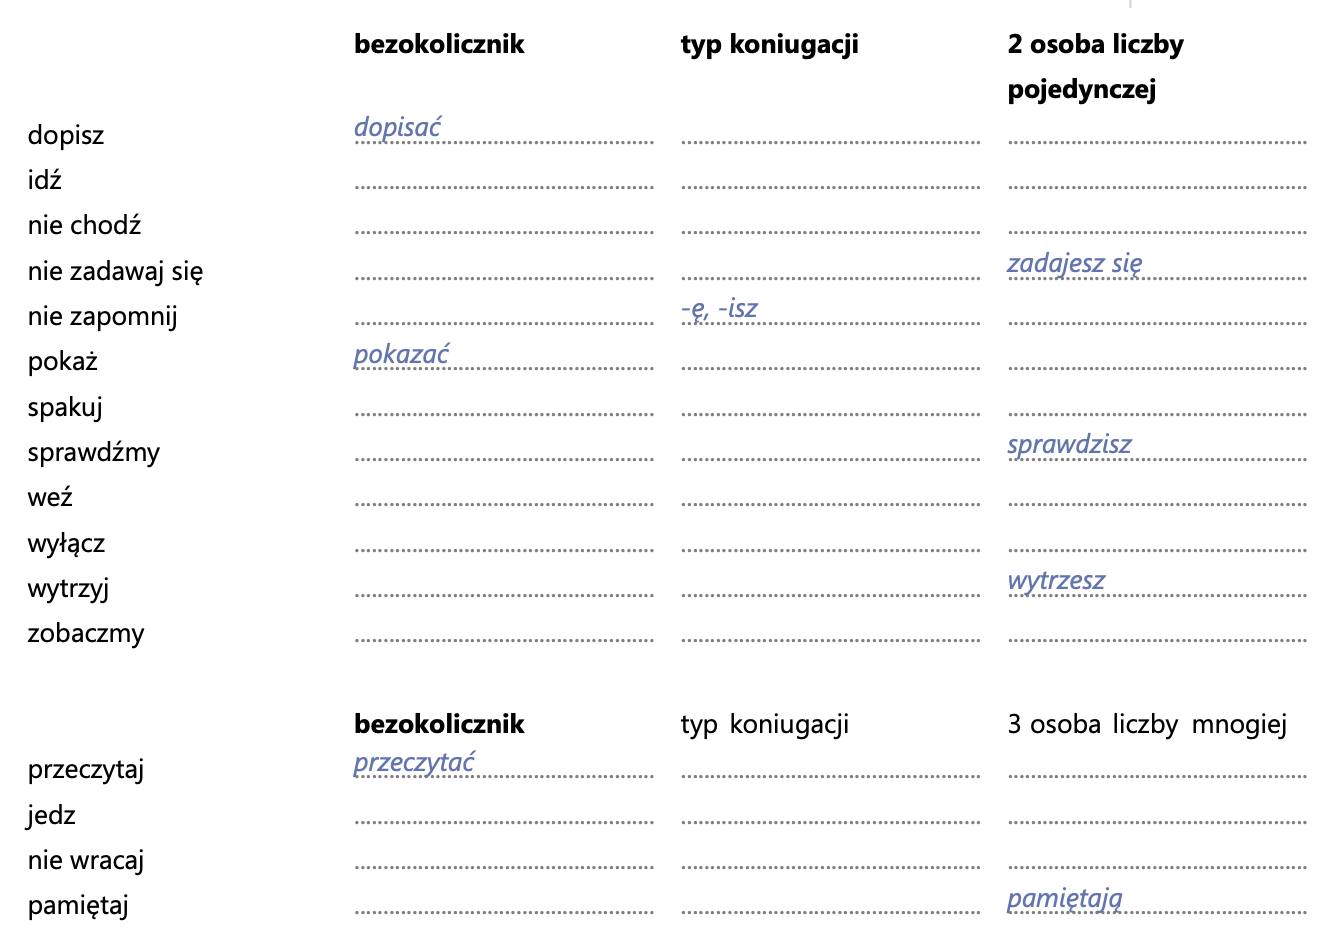 bezokolicznik typ koniugacji 2 osoba liczby
pojedynczej
dopisz dopisać
idź
nie chodź
nie zadawaj się zadajesz się
nie zapomnij -ę, -isz
pokaż pokazać
spakuj
sprawdźmy sprawdzisz
weź
wyłącz
wytrzyj wytrzesz
zobaczmy
bezokolicznik typ koniugacji 3 osoba liczby mnogiej
przeczytaj przeczytać
jedz
nie wracaj
pamiętaj pamiętają